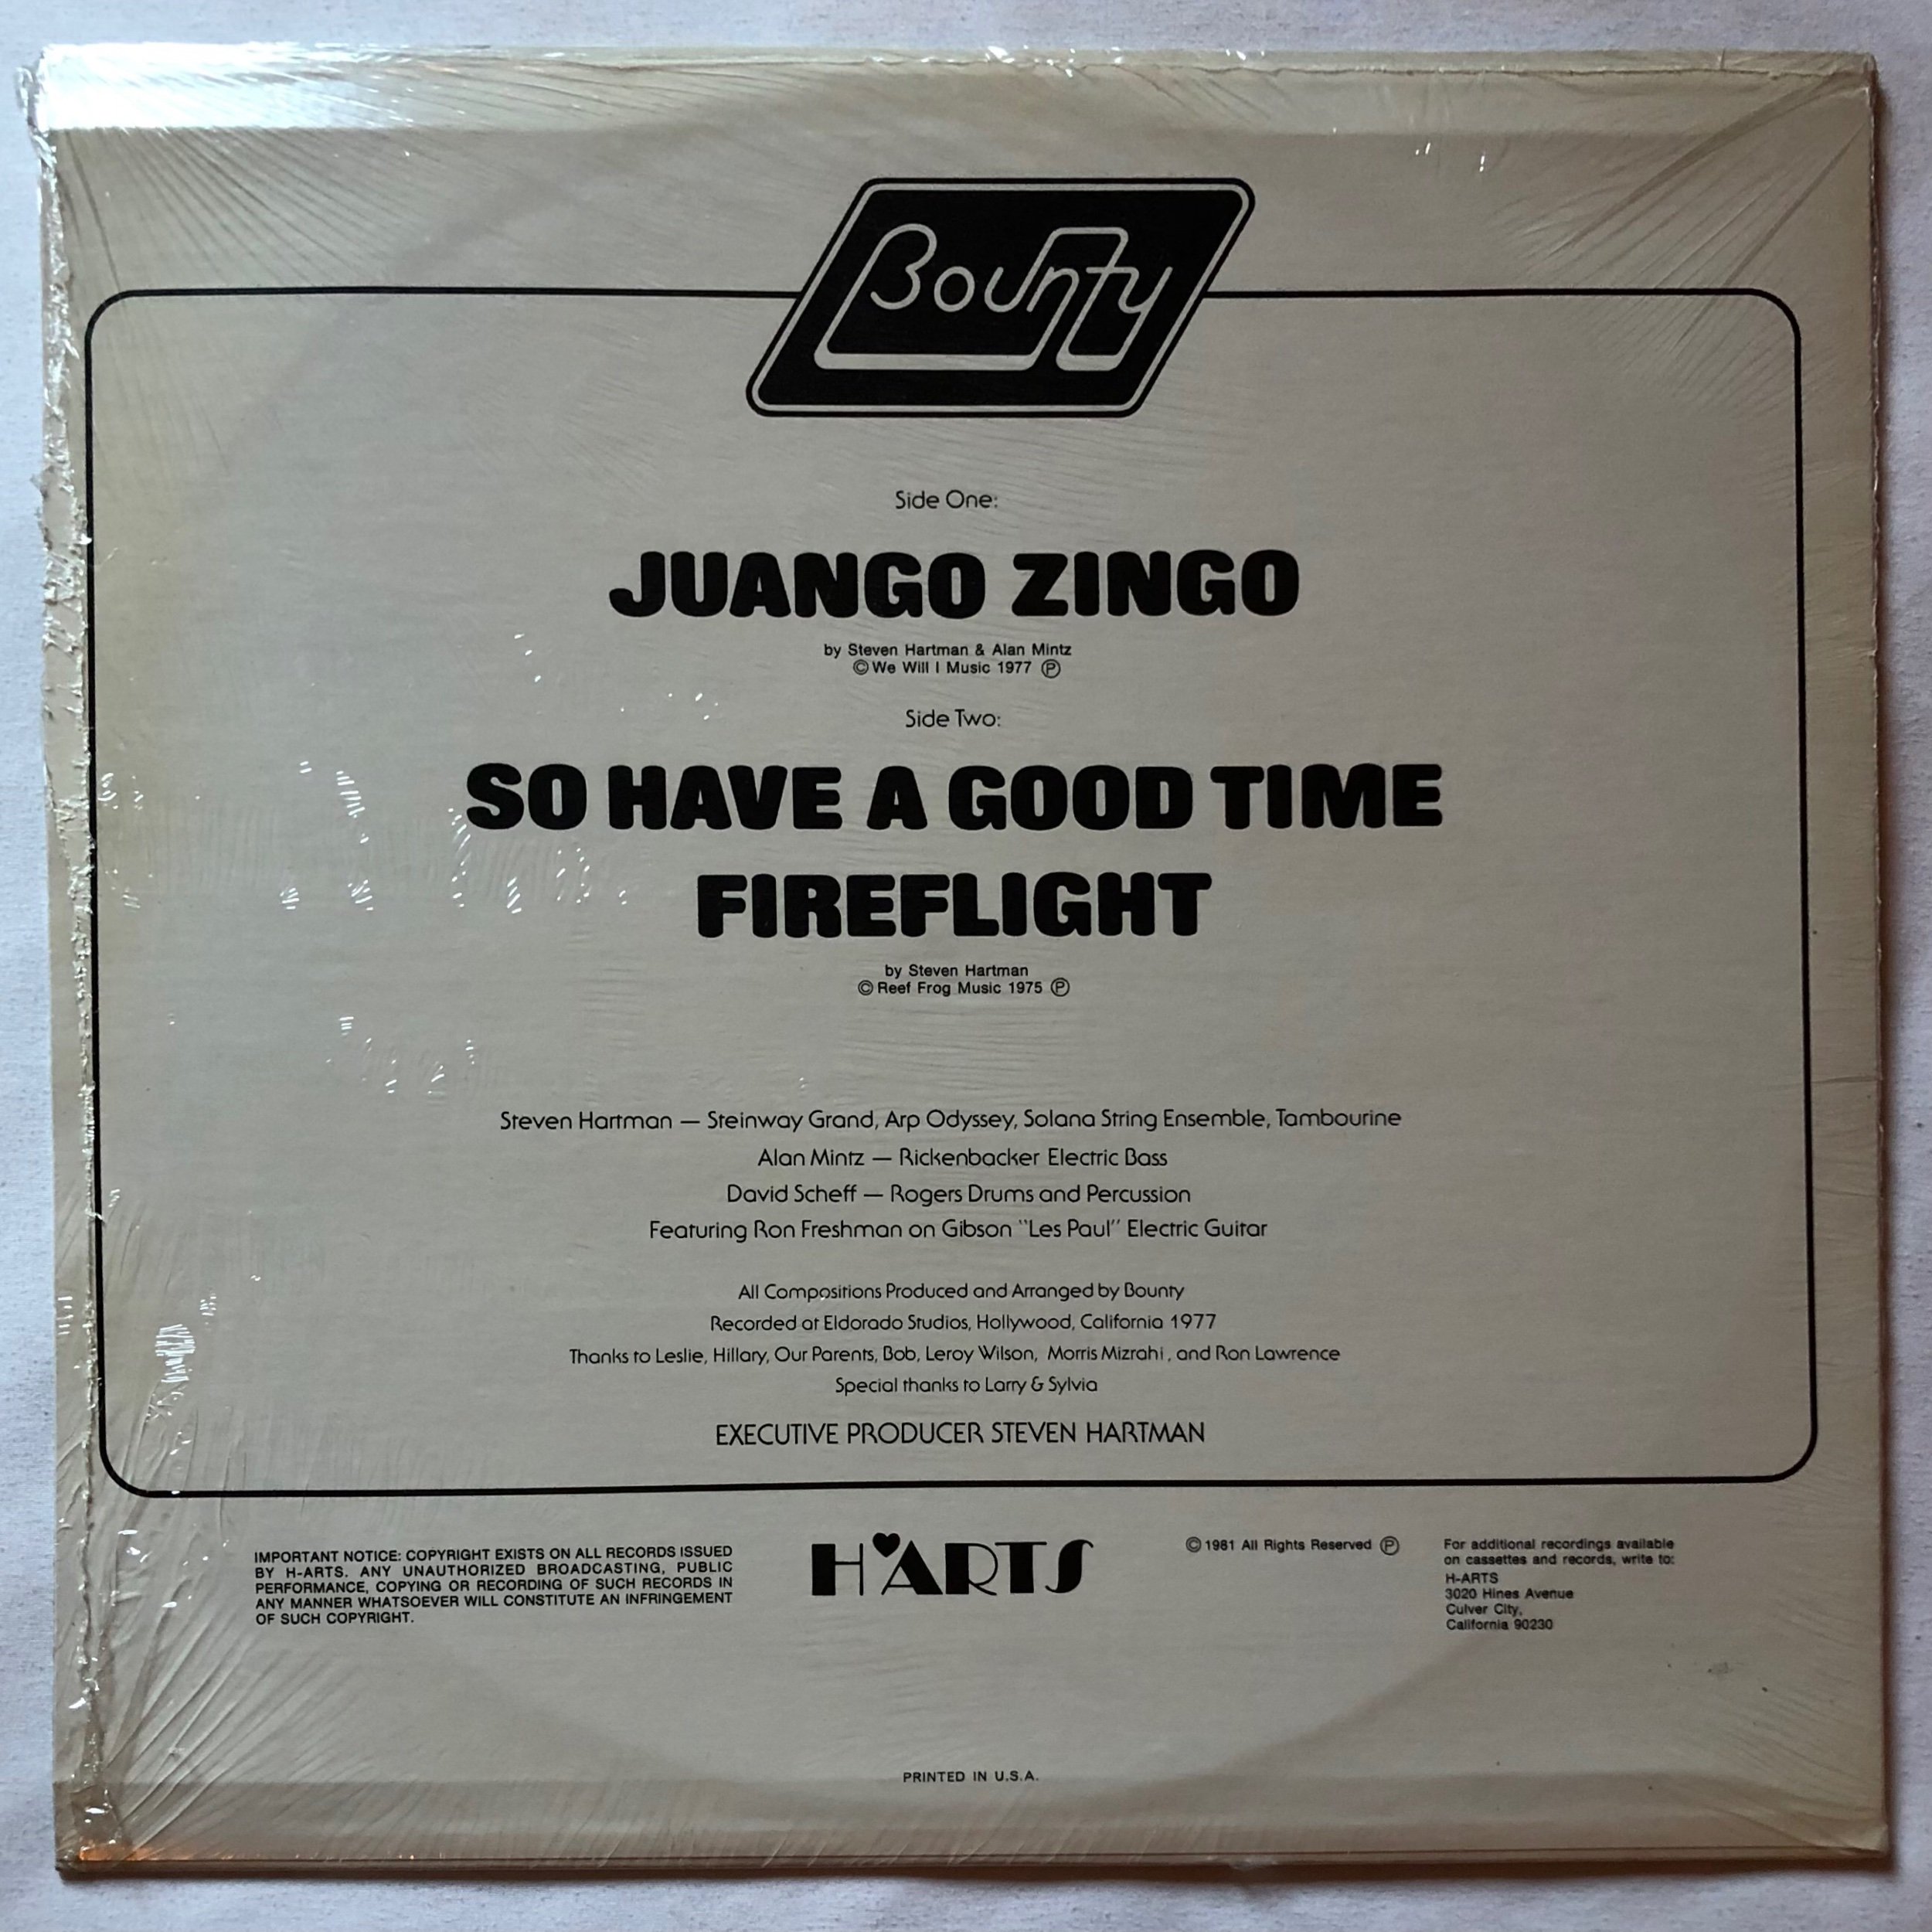 Bounty
Side One:
JUANGO ZINGO
by Steven Hartman & Alan Mintz
©We Will I Music 1977 ℗
Side Two:
SO HAVE A GOOD TIME
FIREFLIGHT
by Steven Hartman
© Reef Frog Music 1975 ℗
Steven Hartman — Steinway Grand, Arp Odyssey, Solana String Ensemble, Tambourine
Alan Mintz — Rickenbacker Electric Bass
David Scheff — Rogers Drums and Percussion
Featuring Ron Freshman on Gibson "Les Paul" Electric Guitar
All Compositions Produced and Arranged by Bounty
Recorded at Eldorado Studios, Hollywood, California 1977
Thanks to Leslie, Hillary, Our Parents, Bob, Leroy Wilson, Morris Mizrahi, and Ron Lawrence
Special thanks to Larry & Sylvia
EXECUTIVE PRODUCER STEVEN HARTMAN
IMPORTANT NOTICE: COPYRIGHT EXISTS ON ALL RECORDS ISSUED
BY H-ARTS. ANY UNAUTHORIZED BROADCASTING, PUBLIC
PERFORMANCE, COPYING OR RECORDING OF SUCH RECORDS IN
ANY MANNER WHATSOEVER WILL CONSTITUTE AN INFRINGEMENT
OF SUCH COPYRIGHT.
H♥ARTS
© 1981 All Rights Reserved ℗
For additional recordings available
on cassettes and records, write to:
H-ARTS
3020 Hines Avenue
Culver City,
California 90230
PRINTED IN U.S.A.